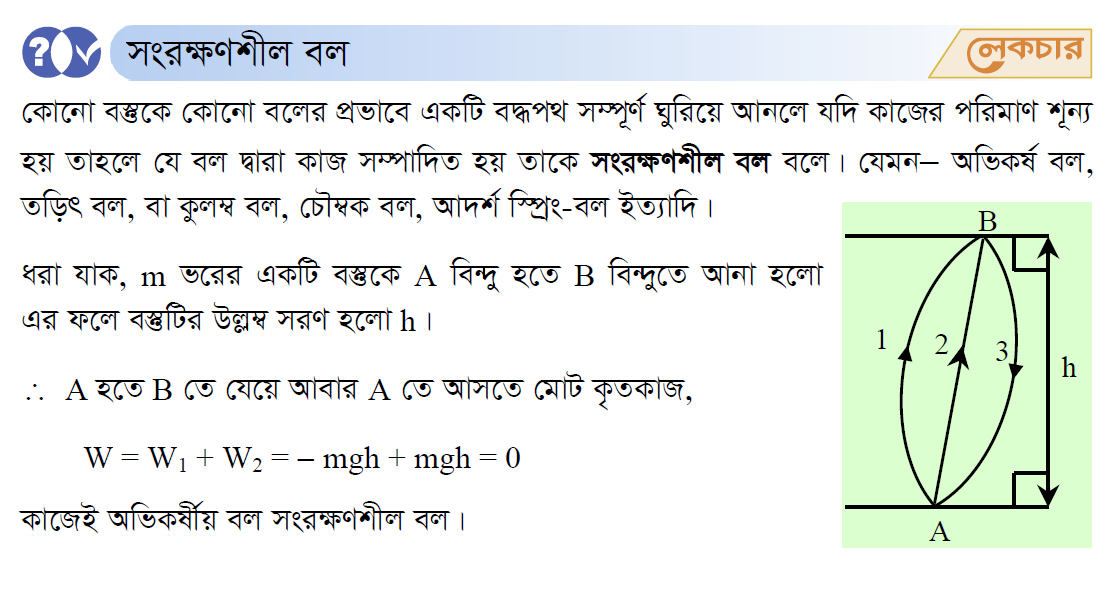 সংরক্ষণশীল বল
লেকচার
কোনো বস্তুকে কোনো বলের প্রভাবে একটি বদ্ধপথ সম্পূর্ণ ঘুরিয়ে আনলে যদি কাজের পরিমাণ শূন্য
হয় তাহলে যে বল দ্বারা কাজ সম্পাদিত হয় তাকে সংরক্ষণশীল বল বলে। যেমন– অভিকর্ষ বল,
তড়িৎ বল, বা কুলম্ব বল, চৌম্বক বল, আদর্শ স্প্রিং-বল ইত্যাদি।
ধরা যাক, m ভরের একটি বস্তুকে A বিন্দু হতে B বিন্দুতে আনা হলো
এর ফলে বস্তুটির উল্লম্ব সরণ হলো h।
∴ A হতে B তে যেয়ে আবার A তে আসতে মোট কৃতকাজ,
W = W₁ + W₂ = – mgh + mgh = 0
কাজেই অভিকর্ষীয় বল সংরক্ষণশীল বল।
B
1
2
3
h
A